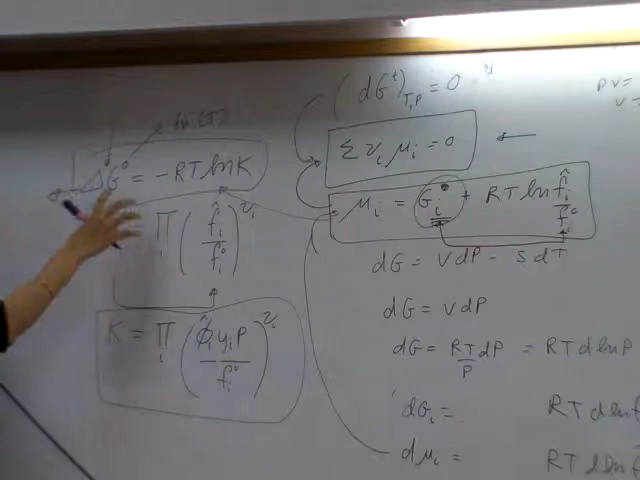 (dG^t)_{T,P} = 0
PV =
V =
Σ ν_i μ_i = 0
ΔG° = -RT ln K
μ_i = G_i° + RT ln f̂_i/f_i°
Π_i (f̂_i/f_i°)^{ν_i}
dG = VdP - SdT
dG = VdP
K = Π_i (φ̂_i y_i P/f_i°)^{ν_i}
dG = RT/P dP = RT d ln P
dG_i = RT d ln f
dμ_i = RT d ln f